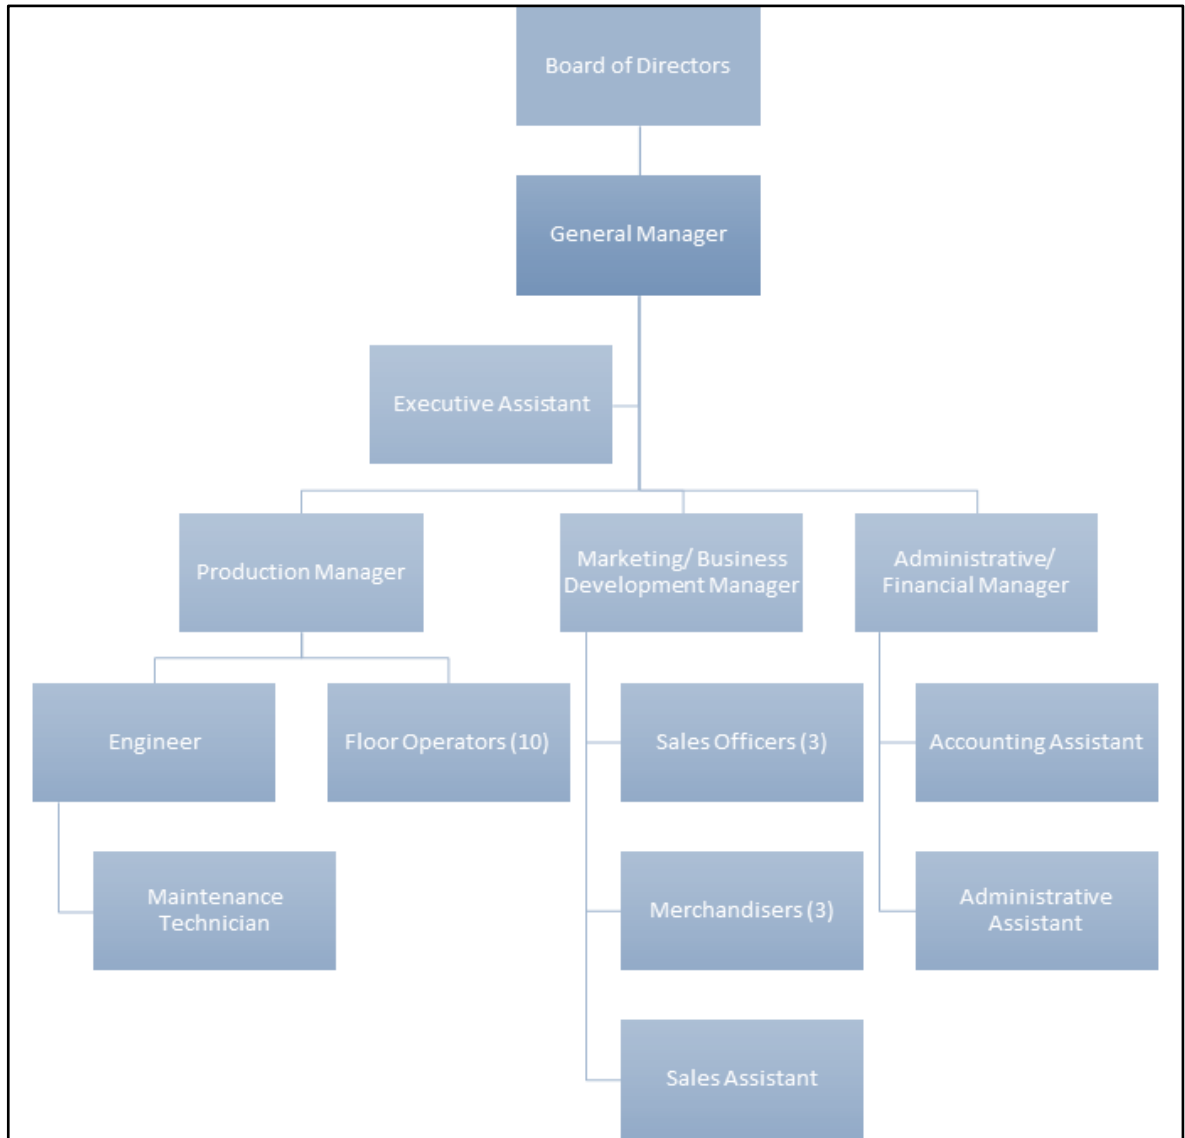 Board of Directors
General Manager
Executive Assistant
Production Manager
Marketing/ Business
Development Manager
Administrative/
Financial Manager
Engineer
Floor Operators (10)
Sales Officers (3)
Accounting Assistant
Maintenance
Technician
Merchandisers (3)
Administrative
Assistant
Sales Assistant